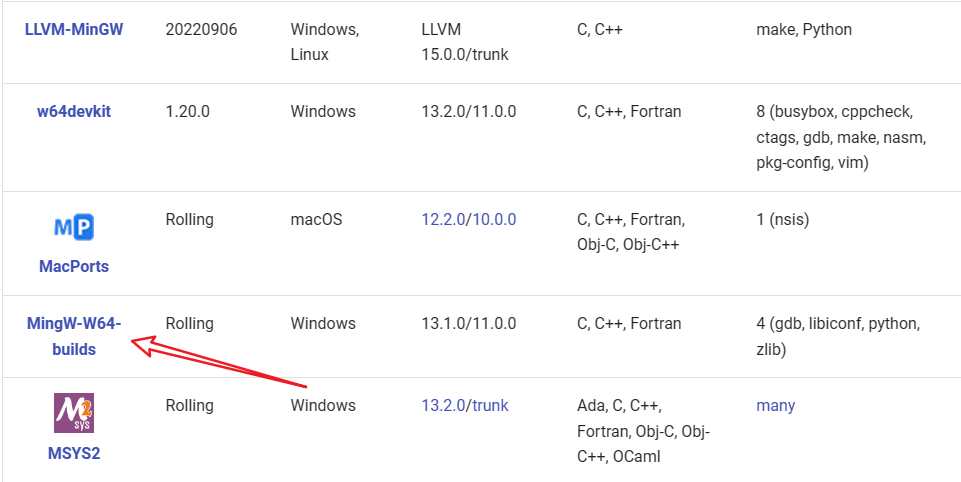 LLVM-MinGW 20220906 Windows, LLVM C, C++ make, Python
Linux 15.0.0/trunk
w64devkit 1.20.0 Windows 13.2.0/11.0.0 C, C++, Fortran 8 (busybox, cppcheck,
ctags, gdb, make, nasm,
pkg-config, vim)
MP
Rolling macOS 12.2.0/10.0.0 C, C++, Fortran, 1 (nsis)
Obj-C, Obj-C++
MacPorts
MingW-W64- Rolling Windows 13.1.0/11.0.0 C, C++, Fortran 4 (gdb, libiconf, python,
builds zlib)
M2
sys
Rolling Windows 13.2.0/trunk Ada, C, C++, many
Fortran, Obj-C, Obj-
C++, OCaml
MSYS2